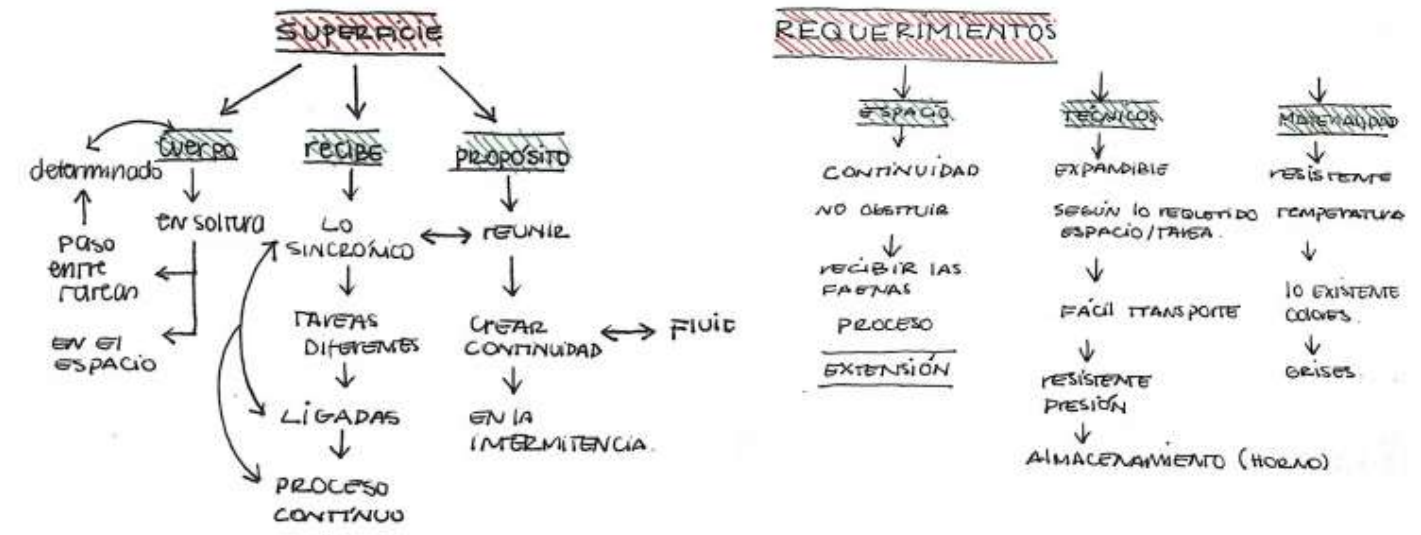 SUPERFICIE
cuerpo
recibe
PROPÓSITO
determinado
en soltura
paso
entre
tareas
EN El
ESPACIO
LO
SINCRÓNICO
TAREAS
DIFERENTES
LIGADAS
PROCESO
CONTÍNUO
rEUNIR
CrEAR
CONTINUIDAD
EN lA
INTERMITENCIA.
REQUERIMIENTOS
ESPACIO
CONTINUIDAD
NO OBSTRUIR
rECIBIR lAS
FAENAS
PROCESO
EXTENSIÓN
TÉCNICOS
EXPANDIBLE
SEGÚN lO rEQUErIDO
ESPACIO/TArEA.
FÁCIl TrANSPOrTE
rESiSTENTE
PrESIÓN
AlMACENAMIENTO (HOrNO)
MATERIALIDAD
rESiSTENTE
TEMPErATUrA
lO EXISTENTE
COlOrES.
GrISES.